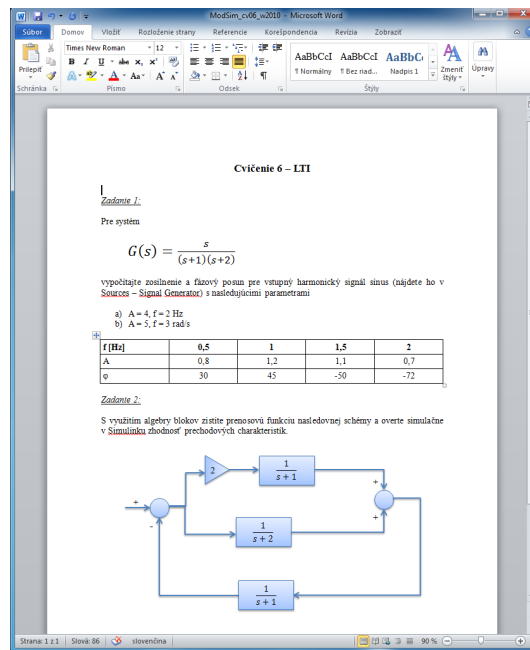 ModSim_cv06_w2010 - Microsoft Word
Súbor Domov Vložiť Rozloženie strany Referencie Korešpondencia Revízia Zobraziť
Prilepiť
Times New Roman 12
B I U abc x, x²
Aa A A
AaBbCcI AaBbCcI AaBbC
¶ Normálny ¶ Bez riad... Nadpis 1
Zmeniť štýly
Úpravy
Schránka Písmo Odsek Štýly
Cvičenie 6 – LTI
Zadanie 1:
Pre systém
G(s) = s / ((s+1)(s+2))
vypočítajte zosilnenie a fázový posun pre vstupný harmonický signál sínus (nájdete ho v
Sources – Signal Generator) s nasledujúcimi parametrami
a) A = 4, f = 2 Hz
b) A = 5, f = 3 rad/s
f [Hz] 0,5 1 1,5 2
A 0,8 1,2 1,1 0,7
φ 30 45 -50 -72
Zadanie 2:
S využitím algebry blokov zistite prenosovú funkciu nasledovnej schémy a overte simulačne
v Simulinku zhodnosť prechodových charakteristík.
2
1 / (s + 1)
+
+
-
+
1 / (s + 2)
1 / (s + 1)
Strana: 1 z 1 Slová: 86 slovenčina 90 %